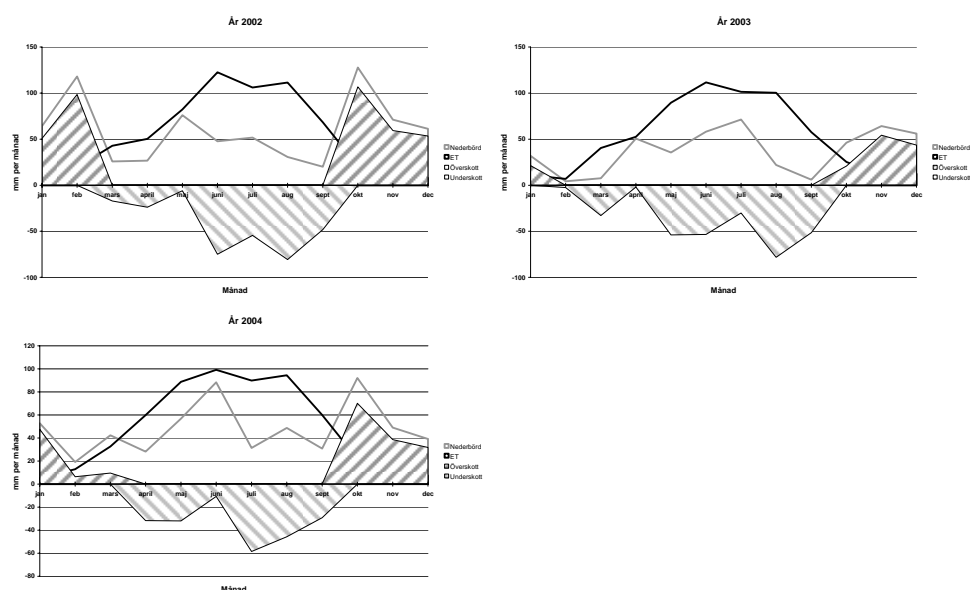 År 2002
150
100
50
0
-50
-100
jan feb mars april maj juni juli aug sept okt nov dec
mm per månad
Månad
Nederbörd
ET
Överskott
Underskott
År 2003
150
100
50
0
-50
-100
jan feb mars april maj juni juli aug sept okt nov dec
mm per månad
Månad
Nederbörd
ET
Överskott
Underskott
År 2004
120
100
80
60
40
20
0
-20
-40
-60
-80
jan feb mars april maj juni juli aug sept okt nov dec
mm per månad
Månad
Nederbörd
ET
Överskott
Underskott